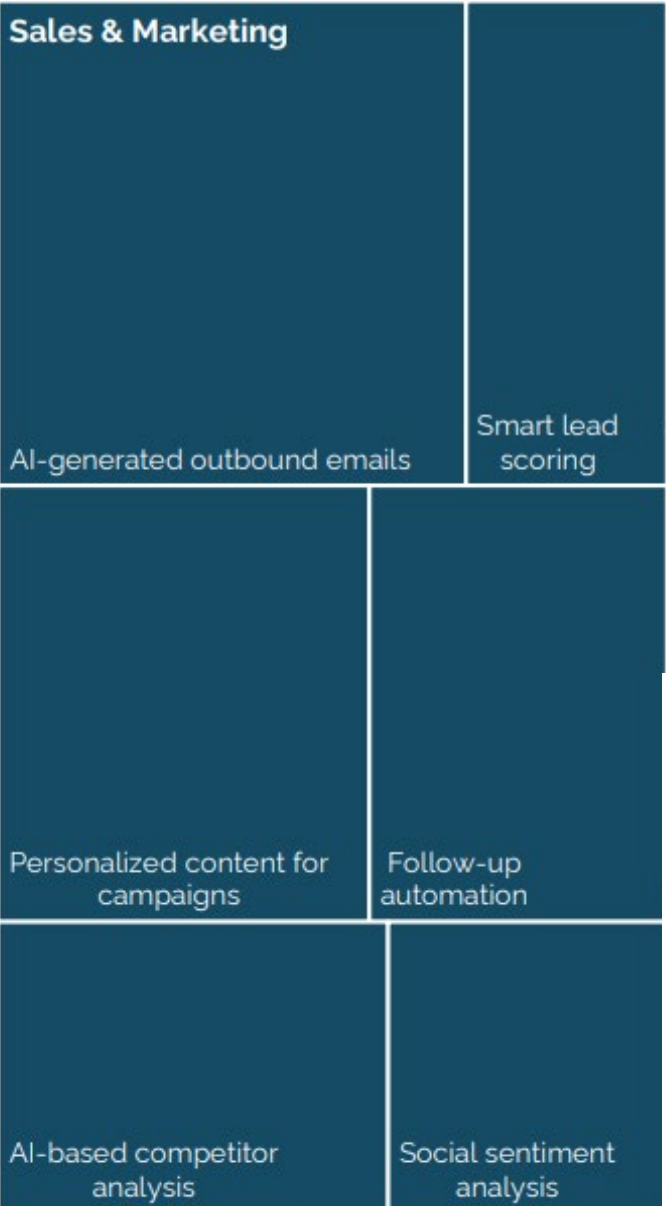 Sales & Marketing
AI-generated outbound emails
Smart lead
scoring
Personalized content for
campaigns
Follow-up
automation
AI-based competitor
analysis
Social sentiment
analysis